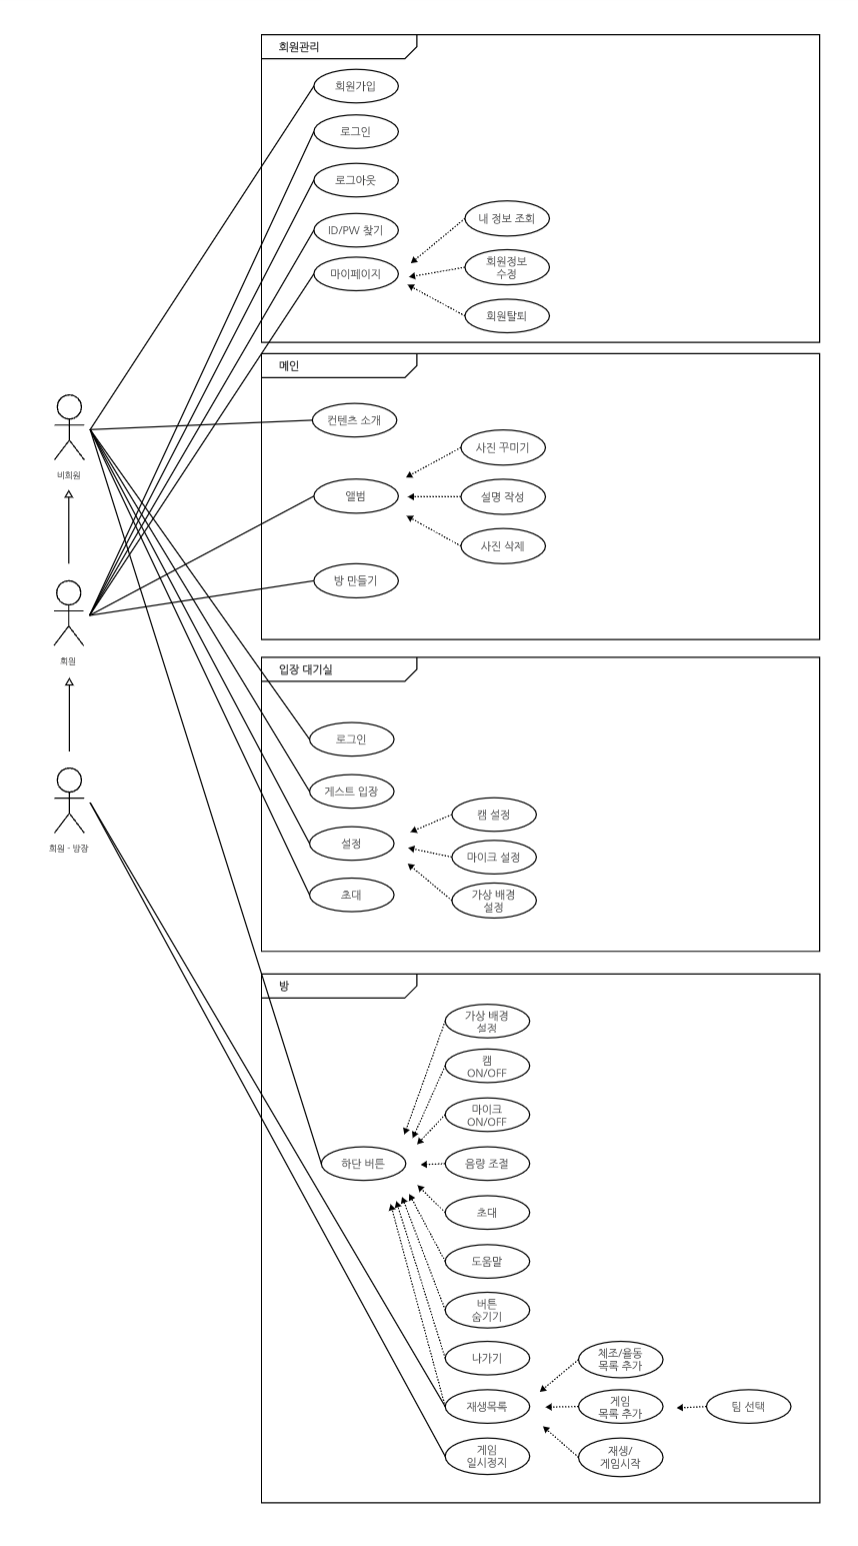 회원관리
회원가입
로그인
로그아웃
ID/PW 찾기
마이페이지
내 정보 조회
회원정보
수정
회원탈퇴
메인
컨텐츠 소개
앨범
방 만들기
사진 꾸미기
설명 작성
사진 삭제
비회원
회원
회원 - 방장
입장 대기실
로그인
게스트 입장
설정
초대
캠 설정
마이크 설정
가상 배경
설정
방
하단 버튼
가상 배경
설정
캠
ON/OFF
마이크
ON/OFF
음량 조절
초대
도움말
버튼
숨기기
나가기
재생목록
게임
일시정지
체조/율동
목록 추가
게임
목록 추가
재생/
게임시작
팀 선택